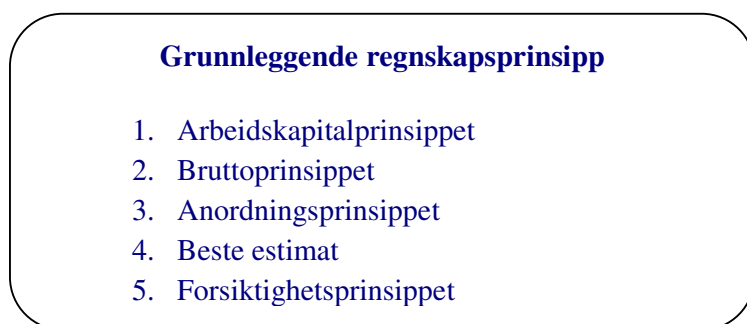 Grunnleggende regnskapsprinsipp
1. Arbeidskapitalprinsippet
2. Bruttoprinsippet
3. Anordningsprinsippet
4. Beste estimat
5. Forsiktighetsprinsippet